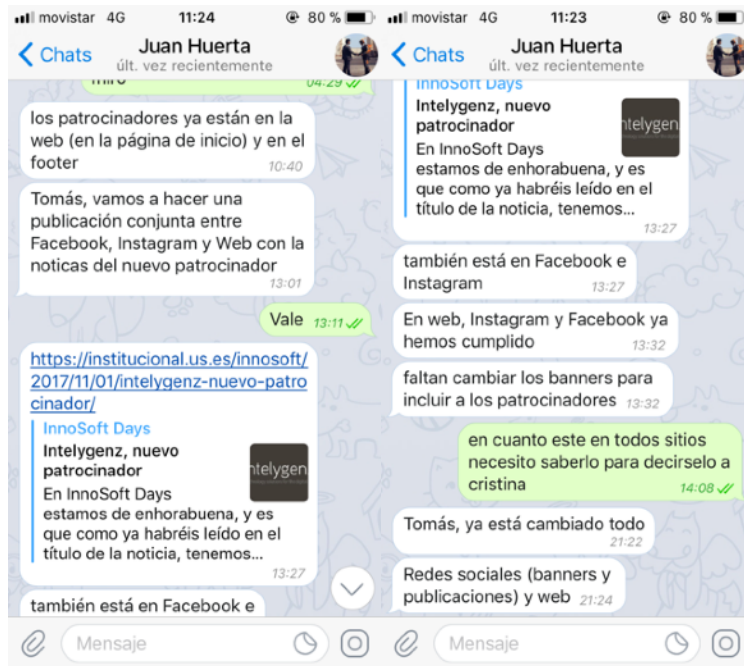 movistar 4G 11:24 80 %
Chats
Juan Huerta
últ. vez recientemente
miro
04:29
los patrocinadores ya están en la
web (en la página de inicio) y en el
footer
10:40
Tomás, vamos a hacer una
publicación conjunta entre
Facebook, Instagram y Web con la
noticas del nuevo patrocinador
13:01
Vale 13:11
https://institucional.us.es/innosoft/
2017/11/01/intelygenz-nuevo-patro
cinador/
InnoSoft Days
Intelygenz, nuevo
patrocinador
ntelygen
En InnoSoft Days
estamos de enhorabuena, y es
que como ya habréis leído en el
título de la noticia, tenemos...
13:27
también está en Facebook e
Mensaje
movistar 4G 11:23 80 %
Chats
Juan Huerta
últ. vez recientemente
InnoSoft Days
Intelygenz, nuevo
patrocinador
ntelygen
En InnoSoft Days
estamos de enhorabuena, y es
que como ya habréis leído en el
título de la noticia, tenemos...
13:27
también está en Facebook e
Instagram 13:27
En web, Instagram y Facebook ya
hemos cumplido 13:32
faltan cambiar los banners para
incluir a los patrocinadores 13:32
en cuanto este en todos sitios
necesito saberlo para decirselo a
cristina
14:08
Tomás, ya está cambiado todo
21:22
Redes sociales (banners y
publicaciones) y web 21:24
Mensaje